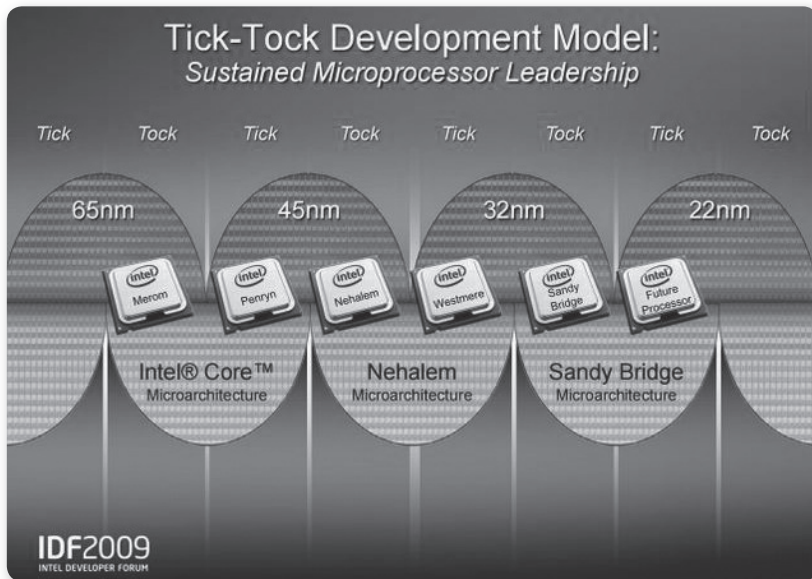 Tick-Tock Development Model:
Sustained Microprocessor Leadership
Tick Tock Tick Tock Tick Tock Tick Tock
65nm 45nm 32nm 22nm
intel intel intel intel intel intel
Merom Penryn Nehalem Westmere Sandy Bridge Future Processor
Intel® Core™ Nehalem Sandy Bridge
Microarchitecture Microarchitecture Microarchitecture
IDF2009
INTEL DEVELOPER FORUM